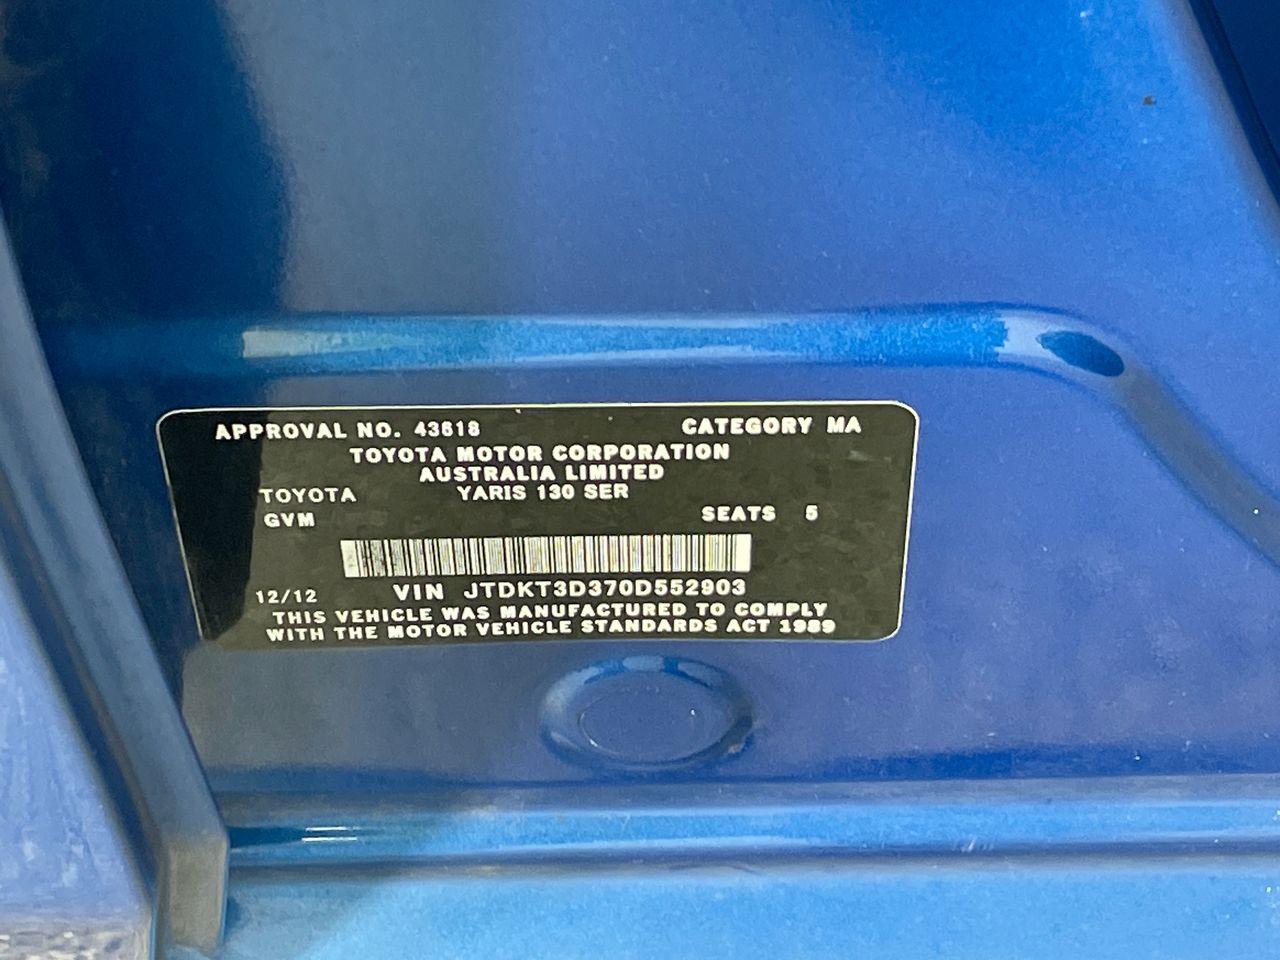 APPROVAL NO. 43618 CATEGORY MA
TOYOTA MOTOR CORPORATION
AUSTRALIA LIMITED
TOYOTA YARIS 130 SER
GVM SEATS 5
12/12 VIN JTDKT3D370D552903
THIS VEHICLE WAS MANUFACTURED TO COMPLY
WITH THE MOTOR VEHICLE STANDARDS ACT 1989